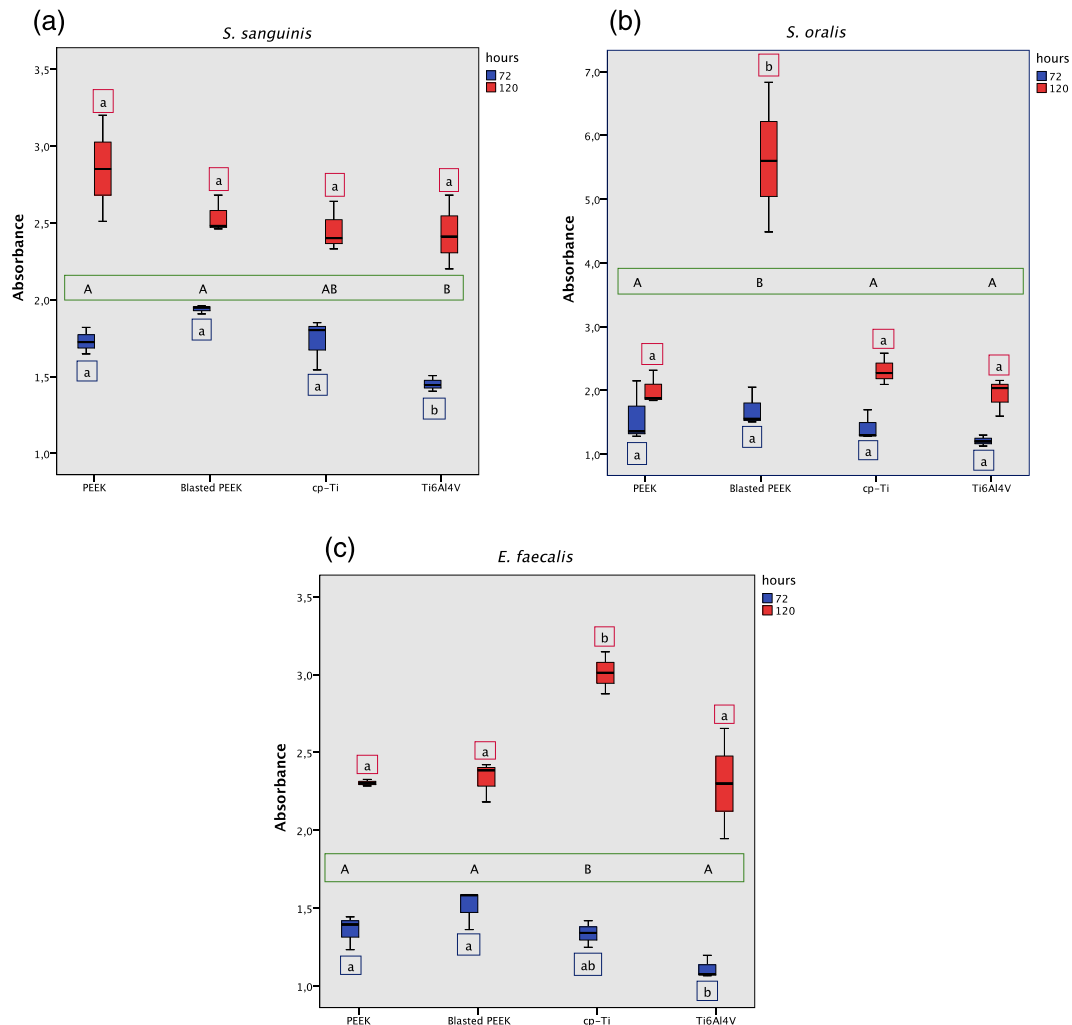 (a)
S. sanguinis
hours
72
120
3,5
3,0
2,5
2,0
1,5
1,0
Absorbance
a
a
a
a
A
A
AB
B
a
a
a
b
PEEK
Blasted PEEK
cp-Ti
Ti6Al4V
(b)
S. oralis
hours
72
120
7,0
6,0
5,0
4,0
3,0
2,0
1,0
Absorbance
b
A
B
A
A
a
a
a
a
a
a
a
PEEK
Blasted PEEK
cp-Ti
Ti6Al4V
(c)
E. faecalis
hours
72
120
3,5
3,0
2,5
2,0
1,5
1,0
Absorbance
b
a
a
a
A
A
B
A
a
a
ab
b
PEEK
Blasted PEEK
cp-Ti
Ti6Al4V